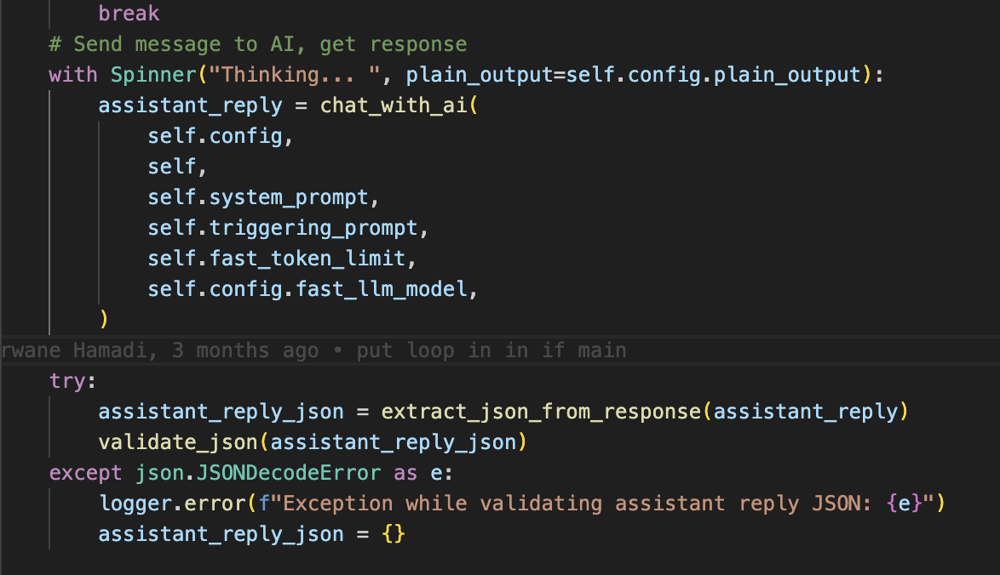 break
# Send message to AI, get response
with Spinner("Thinking... ", plain_output=self.config.plain_output):
assistant_reply = chat_with_ai(
self.config,
self,
self.system_prompt,
self.triggering_prompt,
self.fast_token_limit,
self.config.fast_llm_model,
)
rwane Hamadi, 3 months ago • put loop in in if main
try:
assistant_reply_json = extract_json_from_response(assistant_reply)
validate_json(assistant_reply_json)
except json.JSONDecodeError as e:
logger.error(f"Exception while validating assistant reply JSON: {e}")
assistant_reply_json = {}